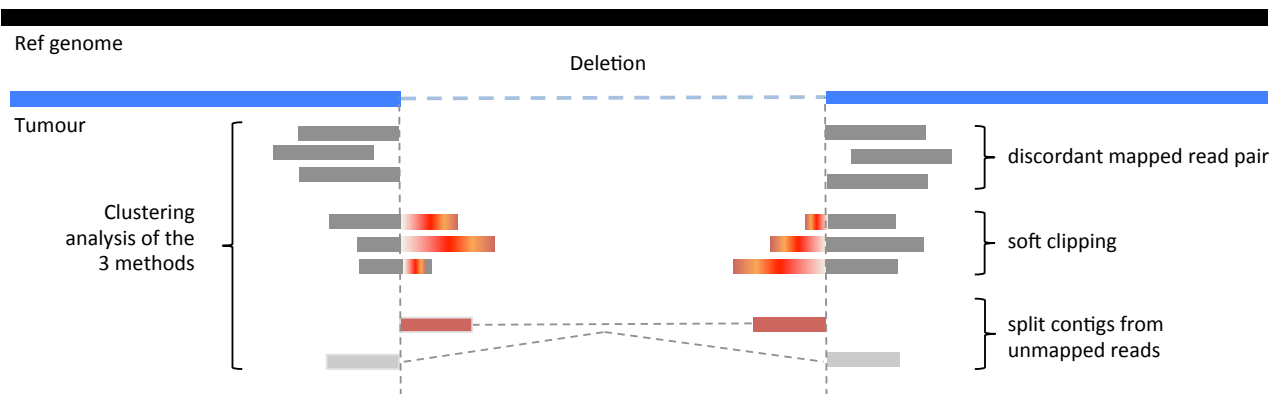 Ref genome
Deletion
Tumour
discordant mapped read pair
Clustering
analysis of the
3 methods
soft clipping
split contigs from
unmapped reads